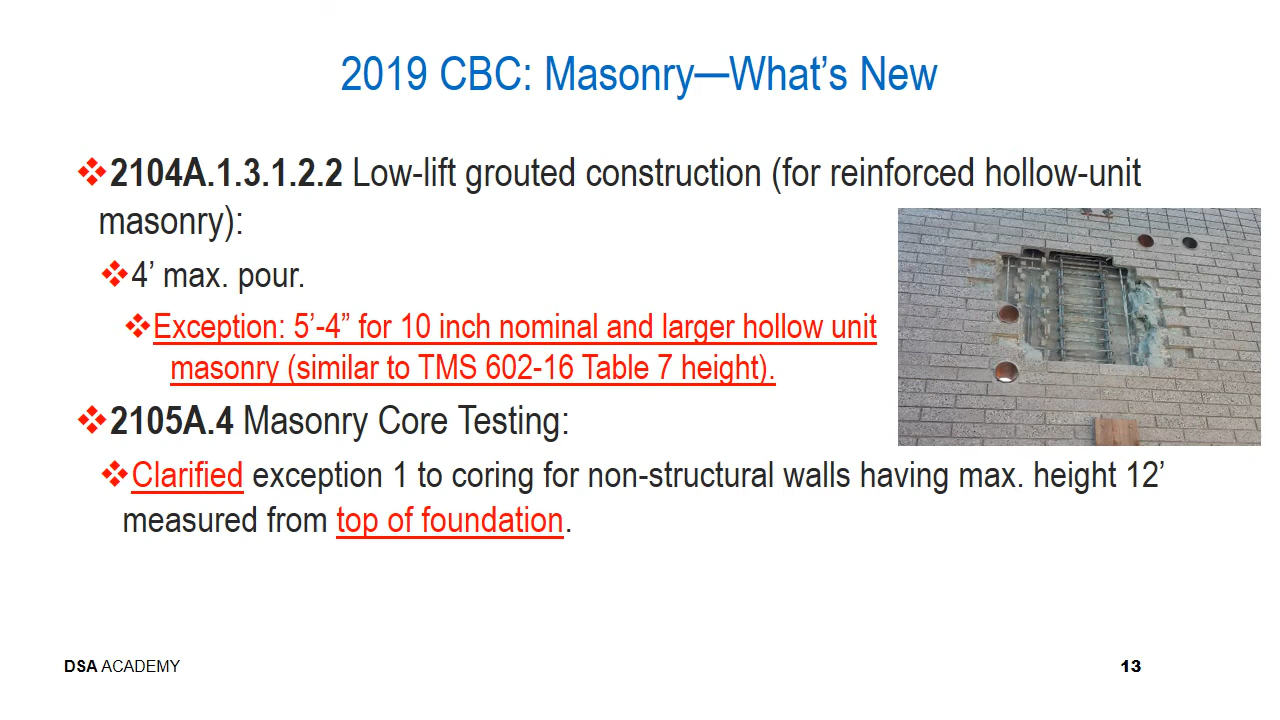 2019 CBC: Masonry—What’s New
❖2104A.1.3.1.2.2 Low-lift grouted construction (for reinforced hollow-unit
masonry):
❖4’ max. pour.
❖Exception: 5’-4” for 10 inch nominal and larger hollow unit
masonry (similar to TMS 602-16 Table 7 height).
❖2105A.4 Masonry Core Testing:
❖Clarified exception 1 to coring for non-structural walls having max. height 12’
measured from top of foundation.
DSA ACADEMY
13